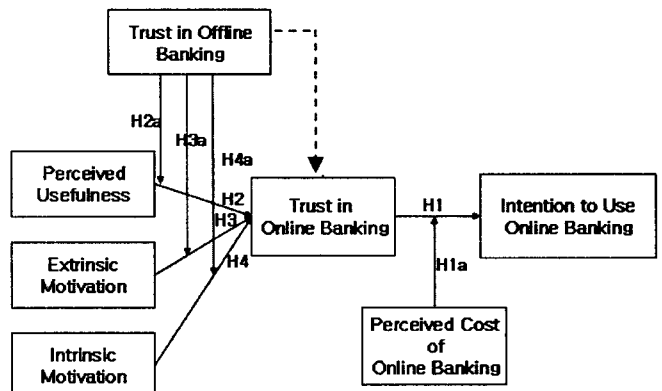 Trust in Offline
Banking
H2a
H3a
H4a
Perceived
Usefulness
H2
H3
H4
Trust in
Online Banking
H1
Intention to Use
Online Banking
H1a
Extrinsic
Motivation
Perceived Cost
of
Online Banking
Intrinsic
Motivation